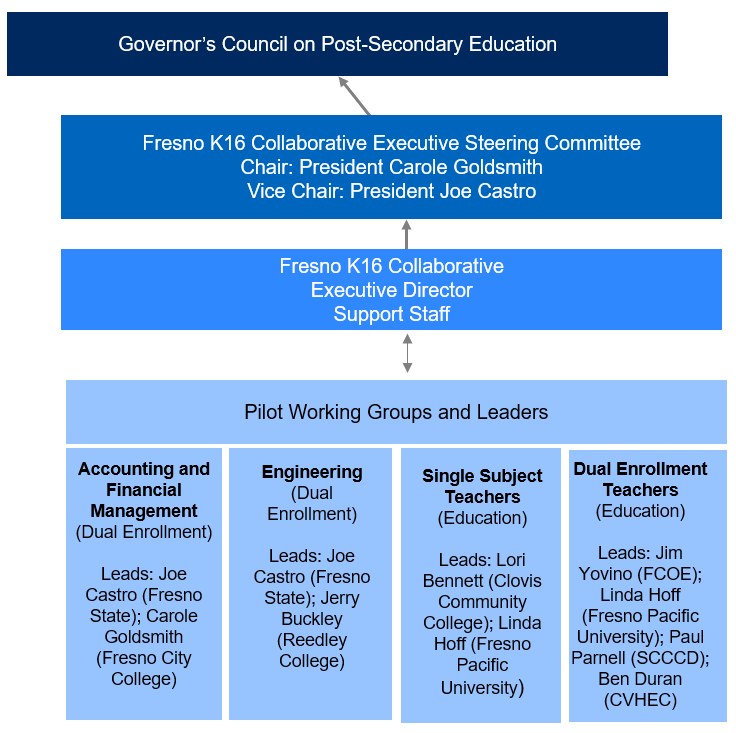 Governor’s Council on Post-Secondary Education
Fresno K16 Collaborative Executive Steering Committee
Chair: President Carole Goldsmith
Vice Chair: President Joe Castro
Fresno K16 Collaborative
Executive Director
Support Staff
Pilot Working Groups and Leaders
Accounting and
Financial
Management
(Dual Enrollment)
Leads: Joe
Castro (Fresno
State); Carole
Goldsmith
(Fresno City
College)
Engineering
(Dual
Enrollment)
Leads: Joe
Castro (Fresno
State); Jerry
Buckley
(Reedley
College)
Single Subject
Teachers
(Education)
Leads: Lori
Bennett (Clovis
Community
College); Linda
Hoff (Fresno
Pacific
University)
Dual Enrollment
Teachers
(Education)
Leads: Jim
Yovino (FCOE);
Linda Hoff
(Fresno Pacific
University); Paul
Parnell (SCCCD);
Ben Duran
(CVHEC)